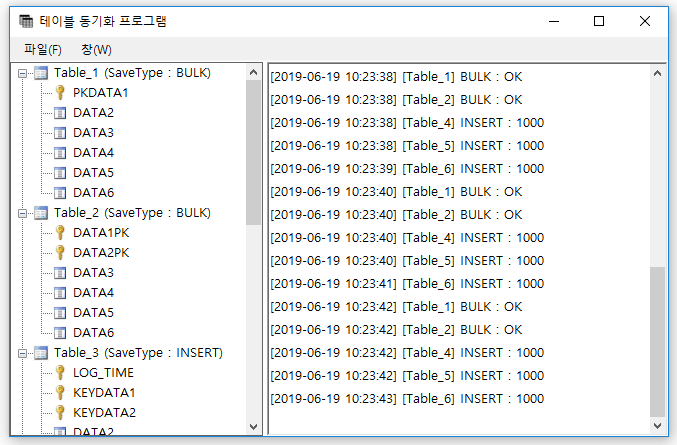 테이블 동기화 프로그램
파일(F) 창(W)
Table_1 (SaveType : BULK)
PKDATA1
DATA2
DATA3
DATA4
DATA5
DATA6
Table_2 (SaveType : BULK)
DATA1PK
DATA2PK
DATA3
DATA4
DATA5
DATA6
Table_3 (SaveType : INSERT)
LOG_TIME
KEYDATA1
KEYDATA2
DATA2
[2019-06-19 10:23:38] [Table_1] BULK : OK
[2019-06-19 10:23:38] [Table_2] BULK : OK
[2019-06-19 10:23:38] [Table_4] INSERT : 1000
[2019-06-19 10:23:38] [Table_5] INSERT : 1000
[2019-06-19 10:23:39] [Table_6] INSERT : 1000
[2019-06-19 10:23:40] [Table_1] BULK : OK
[2019-06-19 10:23:40] [Table_2] BULK : OK
[2019-06-19 10:23:40] [Table_4] INSERT : 1000
[2019-06-19 10:23:40] [Table_5] INSERT : 1000
[2019-06-19 10:23:41] [Table_6] INSERT : 1000
[2019-06-19 10:23:42] [Table_1] BULK : OK
[2019-06-19 10:23:42] [Table_2] BULK : OK
[2019-06-19 10:23:42] [Table_4] INSERT : 1000
[2019-06-19 10:23:42] [Table_5] INSERT : 1000
[2019-06-19 10:23:43] [Table_6] INSERT : 1000